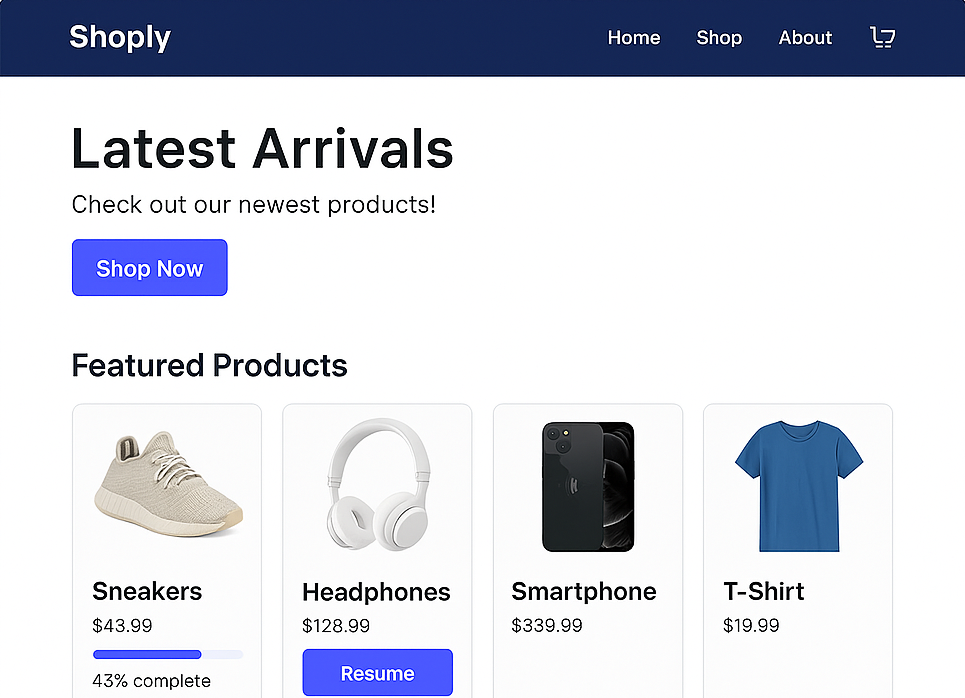 Shoply
Home Shop About
Latest Arrivals
Check out our newest products!
Shop Now
Featured Products
Sneakers
$43.99
43% complete
Headphones
$128.99
Resume
Smartphone
$339.99
T-Shirt
$19.99